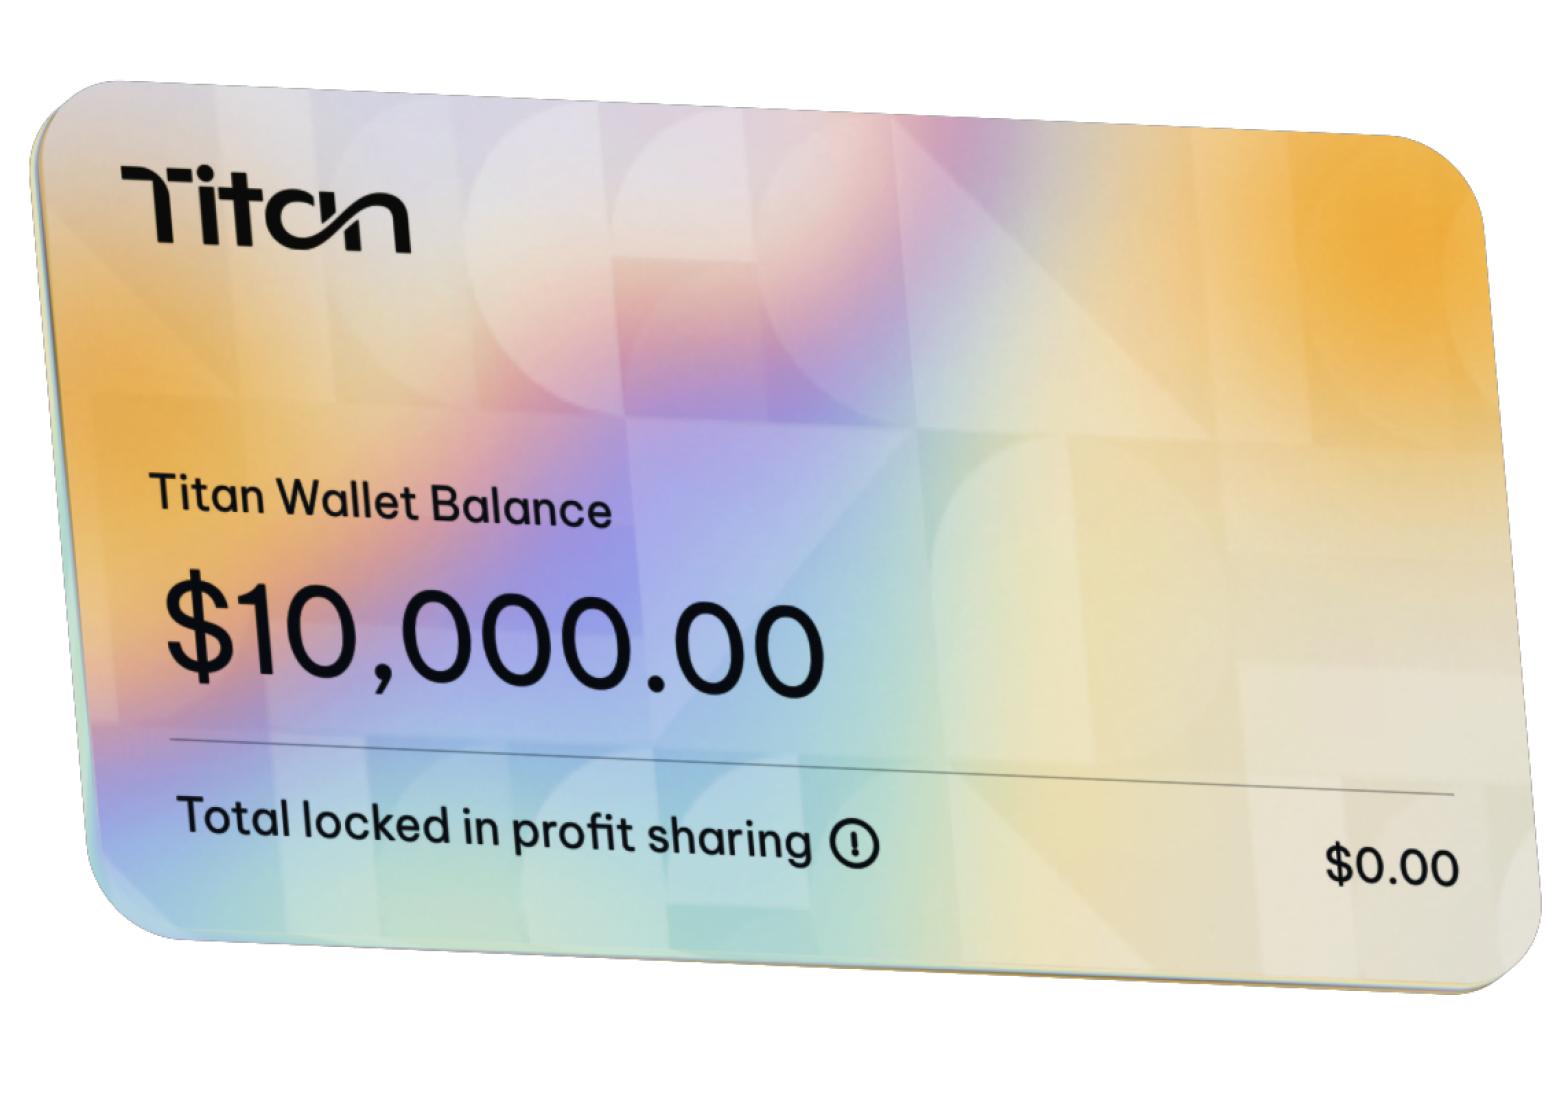 Titan
Titan Wallet Balance
$10,000.00
Total locked in profit sharing
$0.00